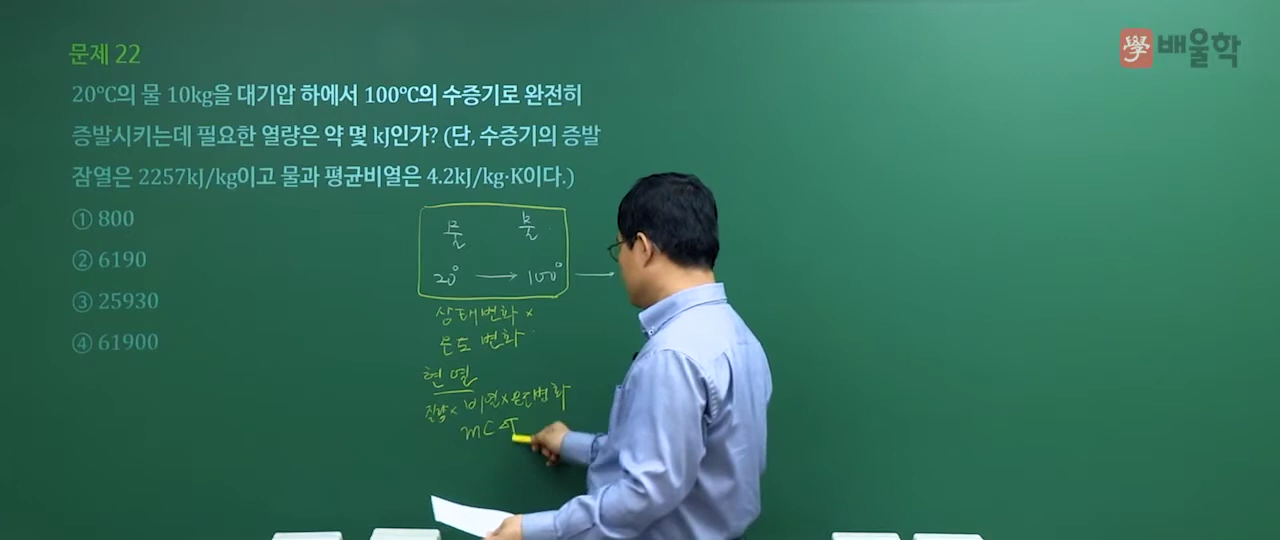 學 배울학
문제 22
20℃의 물 10kg을 대기압 하에서 100℃의 수증기로 완전히
증발시키는데 필요한 열량은 약 몇 kJ인가? (단, 수증기의 증발
잠열은 2257kJ/kg이고 물과 평균비열은 4.2kJ/kg·K이다.)
① 800
② 6190
③ 25930
④ 61900
물 물
20° → 100° →
상태변화 ×
온도 변화
현열
질량 × 비열 × 온도변화
mC⊿T